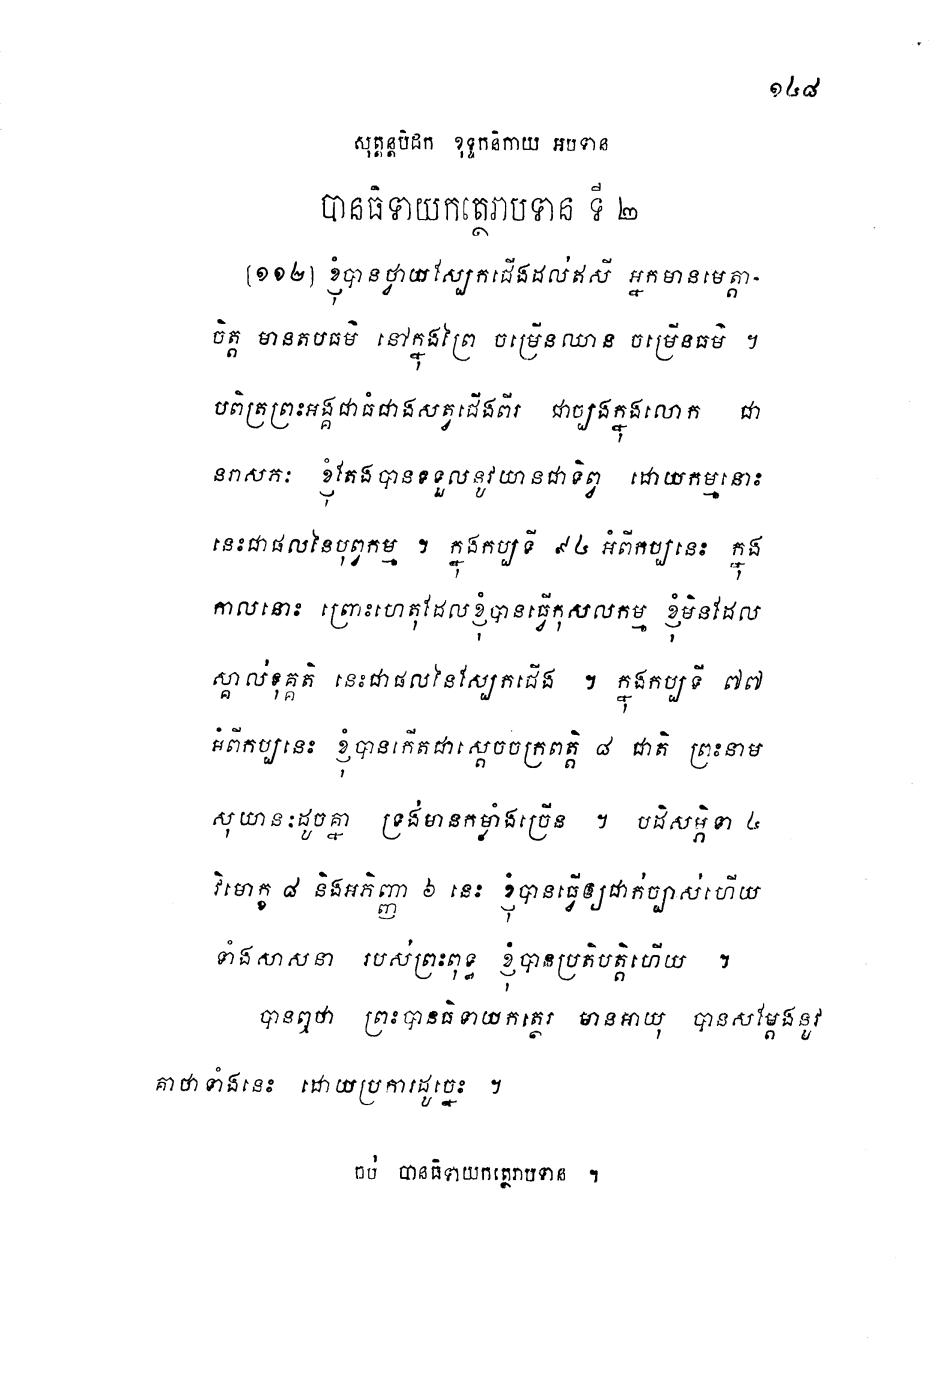 ១៤៨
សុត្តន្តបិដក ខុទ្ទកនិកាយ អបទាន
បានធិទាយកត្ថេរាបទាន ទី ២
[១១២] ខ្ញុំបានថ្វាយស្បែកជើងដល់ឥសី អ្នកមានមេត្តា-
ចិត្ត មានតបធម៌ នៅក្នុងព្រៃ ចម្រើនឈាន ចម្រើនធម៌ ។
បពិត្រព្រះអង្គជាធំជាងសត្វជើងពីរ ជាច្បងក្នុងលោក ជា
នរាសភៈ ខ្ញុំតែងបានទទួលនូវយានជាទិព្វ ដោយកម្មនោះ
នេះជាផលនៃបុព្វកម្ម ។ ក្នុងកប្បទី ៩៤ អំពីកប្បនេះ ក្នុង
កាលនោះ ព្រោះហេតុដែលខ្ញុំបានធ្វើកុសលកម្ម ខ្ញុំមិនដែល
ស្គាល់ទុគ្គតិ នេះជាផលនៃស្បែកជើង ។ ក្នុងកប្បទី ៧៧
អំពីកប្បនេះ ខ្ញុំបានកើតជាស្តេចចក្រពត្តិ ៨ ជាតិ ព្រះនាម
សុយានៈដូចគ្នា ទ្រង់មានកម្លាំងច្រើន ។ បដិសម្ភិទា ៤
វិមោក្ខ ៨ និងអភិញ្ញា ៦ នេះ ខ្ញុំបានធ្វើឲ្យជាក់ច្បាស់ហើយ
ទាំងសាសនា របស់ព្រះពុទ្ធ ខ្ញុំបានប្រតិបត្តិហើយ ។
បានឮថា ព្រះបានធិទាយកត្ថេរ មានអាយុ បានសម្តែងនូវ
គាថាទាំងនេះ ដោយប្រការដូច្នេះ ។
ចប់ បានធិទាយកត្ថេរាបទាន ។